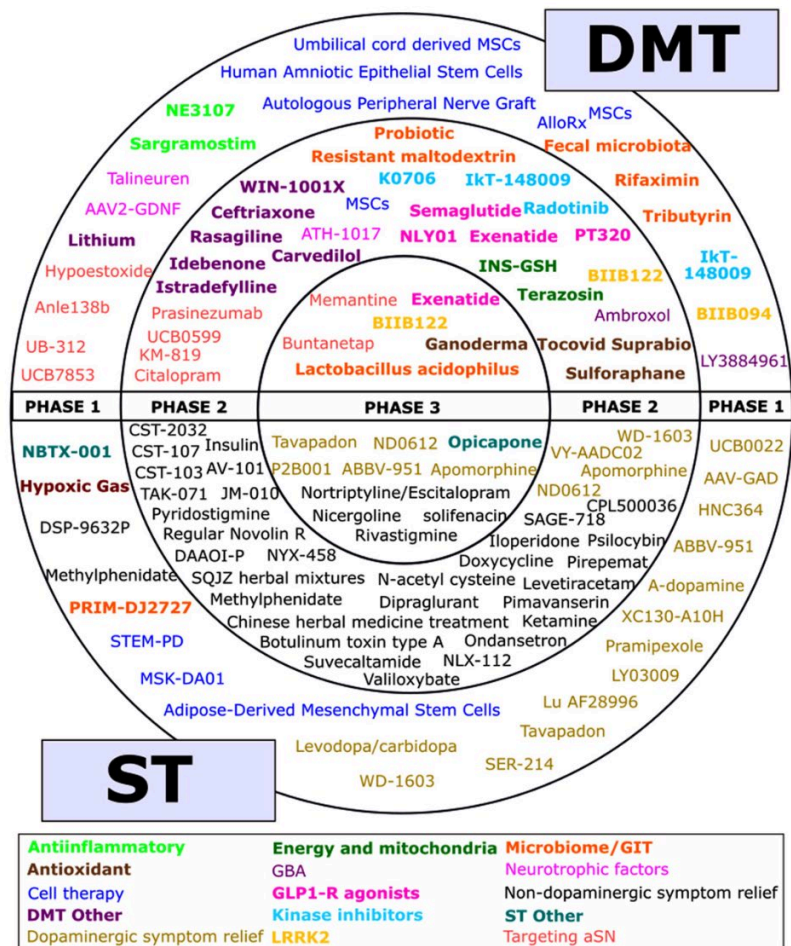 DMT
Umbilical cord derived MSCs
Human Amniotic Epithelial Stem Cells
Autologous Peripheral Nerve Graft
NE3107
AlloRx
MSCs
Sargramostim
Probiotic
Fecal microbiota
Resistant maltodextrin
Talineuren
WIN-1001X
K0706
IkT-148009
Rifaximin
AAV2-GDNF
Ceftriaxone
MSCs
Semaglutide
Radotinib
Tributyrin
Lithium
Rasagiline
ATH-1017
NLY01
Exenatide
PT320
Idebenone
Carvedilol
INS-GSH
IkT-
148009
Hypoestoxide
Istradefylline
BIIB122
Terazosin
Anle138b
Prasinezumab
Memantine
Exenatide
Ambroxol
BIIB094
BIIB122
UB-312
UCB0599
Buntanetap
Ganoderma
Tocovid Suprabio
KM-819
LY3884961
UCB7853
Citalopram
Lactobacillus acidophilus
Sulforaphane
PHASE 1
PHASE 2
PHASE 3
PHASE 2
PHASE 1
CST-2032
WD-1603
NBTX-001
CST-107
Insulin
Tavapadon
ND0612
Opicapone
VY-AADC02
UCB0022
CST-103
AV-101
P2B001
ABBV-951
Apomorphine
Apomorphine
Hypoxic Gas
AAV-GAD
TAK-071
JM-010
Nortriptyline/Escitalopram
ND0612
CPL500036
HNC364
Pyridostigmine
Nicergoline
solifenacin
SAGE-718
DSP-9632P
Regular Novolin R
Rivastigmine
Iloperidone
Psilocybin
ABBV-951
DAAOI-P
NYX-458
Doxycycline
Pirepemat
Methylphenidate
SQJZ herbal mixtures
N-acetyl cysteine
Levetiracetam
A-dopamine
PRIM-DJ2727
Methylphenidate
Dipraglurant
Pimavanserin
XC130-A10H
Chinese herbal medicine treatment
Ketamine
STEM-PD
Botulinum toxin type A
Ondansetron
Pramipexole
Suvecaltamide
NLX-112
MSK-DA01
Valiloxybate
LY03009
Adipose-Derived Mesenchymal Stem Cells
Lu AF28996
Tavapadon
Levodopa/carbidopa
SER-214
WD-1603
ST
Antiinflammatory
Energy and mitochondria
Microbiome/GIT
Antioxidant
GBA
Neurotrophic factors
Cell therapy
GLP1-R agonists
Non-dopaminergic symptom relief
DMT Other
Kinase inhibitors
ST Other
Dopaminergic symptom relief
LRRK2
Targeting aSN